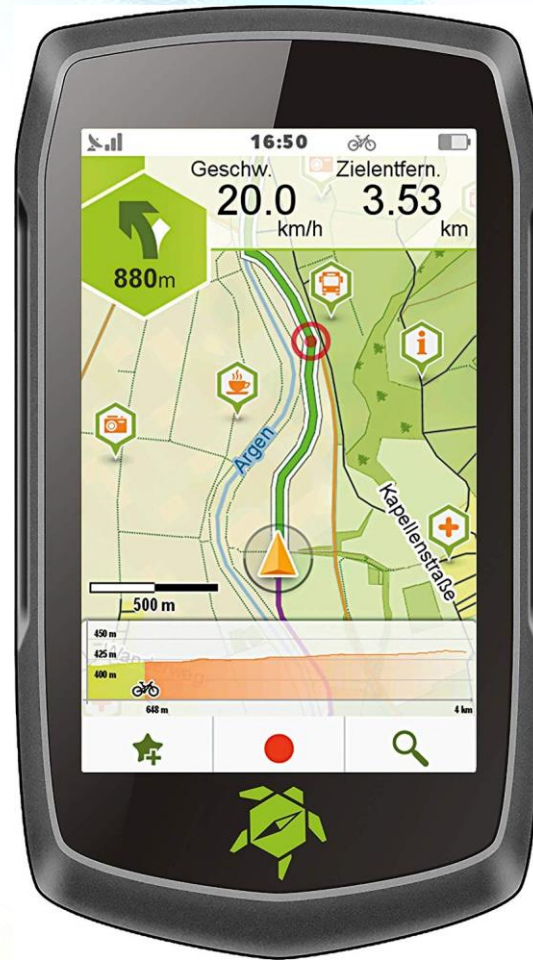 16:50
Geschw. Zielentfern.
20.0 3.53
km/h km
880m
Argen
Kapellenstraße
500 m
450 m
425 m
400 m
648 m 4 km